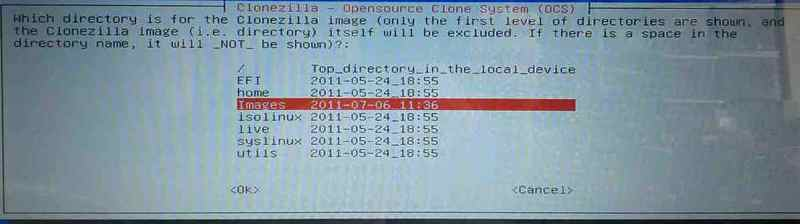 Clonezilla - Opensource Clone System (OCS)
Which directory is for the Clonezilla image (only the first level of directories are shown, and
the Clonezilla image (i.e. directory) itself will be excluded. If there is a space in the
directory name, it will _NOT_ be shown)?:
/ Top_directory_in_the_local_device
EFI 2011-05-24_18:55
home 2011-05-24_18:55
Images 2011-07-06_11:36
isolinux 2011-05-24_18:55
live 2011-05-24_18:55
syslinux 2011-05-24_18:55
utils 2011-05-24_18:55
<Ok> <Cancel>